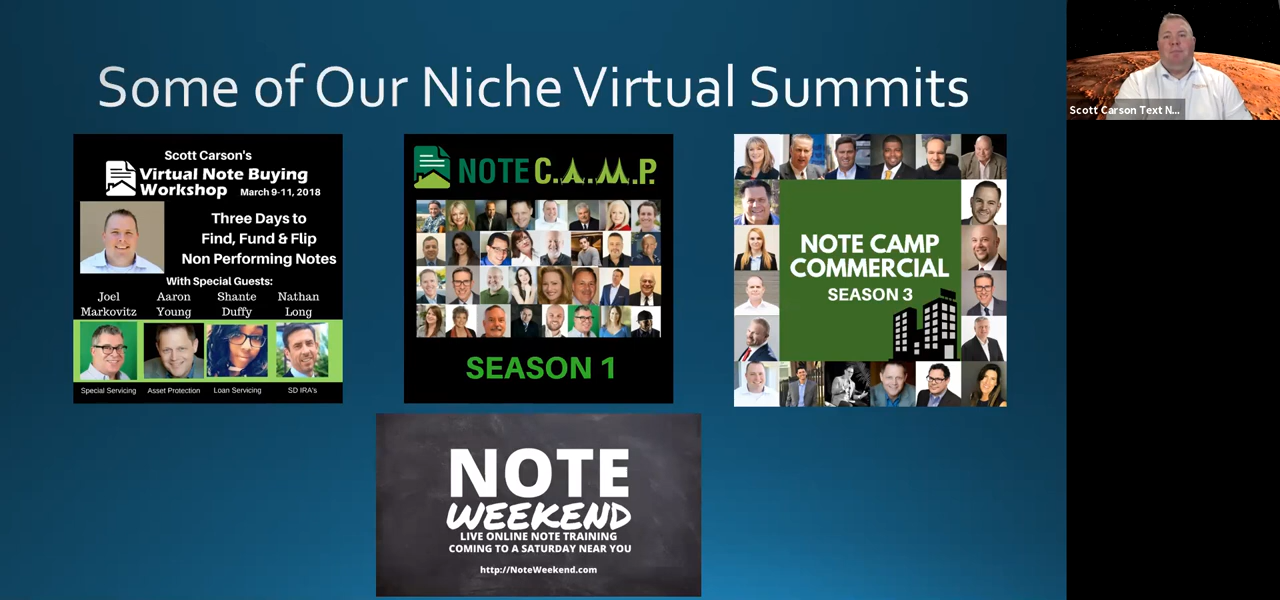 Some of Our Niche Virtual Summits
Scott Carson's
Virtual Note Buying
Workshop March 9-11, 2018
Three Days to
Find, Fund & Flip
Non Performing Notes
With Special Guests:
Joel Aaron Shante Nathan
Markovitz Young Duffy Long
Special Servicing Asset Protection Loan Servicing SD IRA's
NOTE C.A.M.P.
SEASON 1
NOTE CAMP
COMMERCIAL
SEASON 3
NOTE
WEEKEND
LIVE ONLINE NOTE TRAINING
COMING TO A SATURDAY NEAR YOU
http://NoteWeekend.com
Scott Carson Text N...